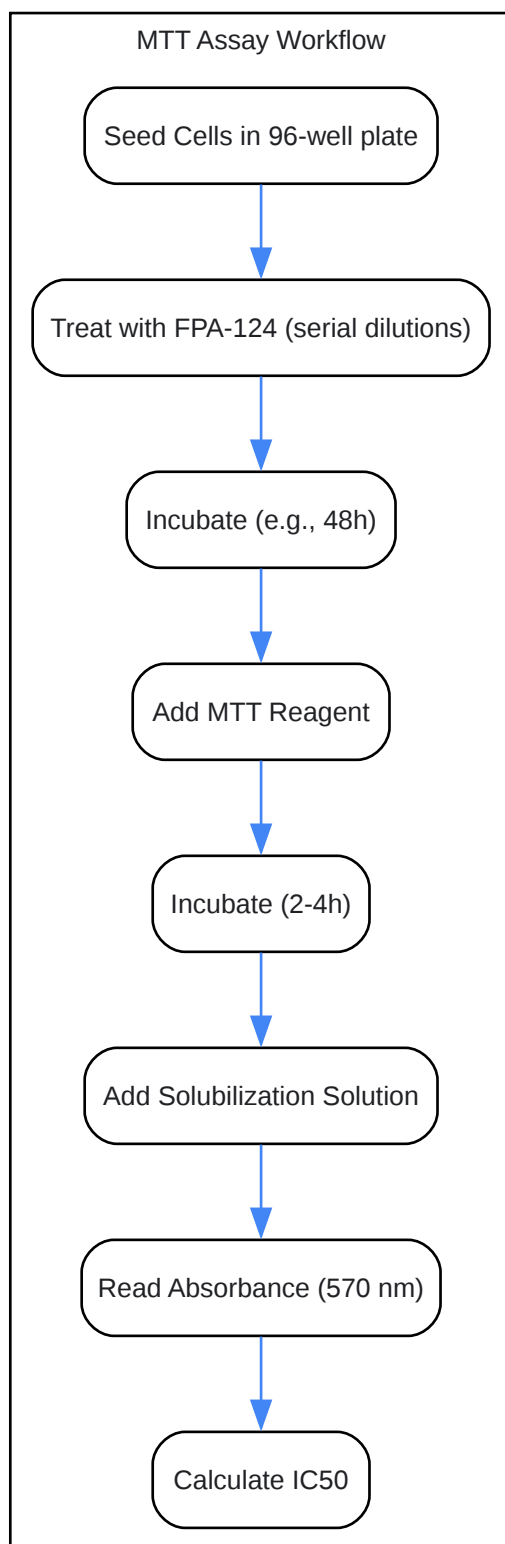 MTT Assay Workflow
Seed Cells in 96-well plate
Treat with FPA-124 (serial dilutions)
Incubate (e.g., 48h)
Add MTT Reagent
Incubate (2-4h)
Add Solubilization Solution
Read Absorbance (570 nm)
Calculate IC50